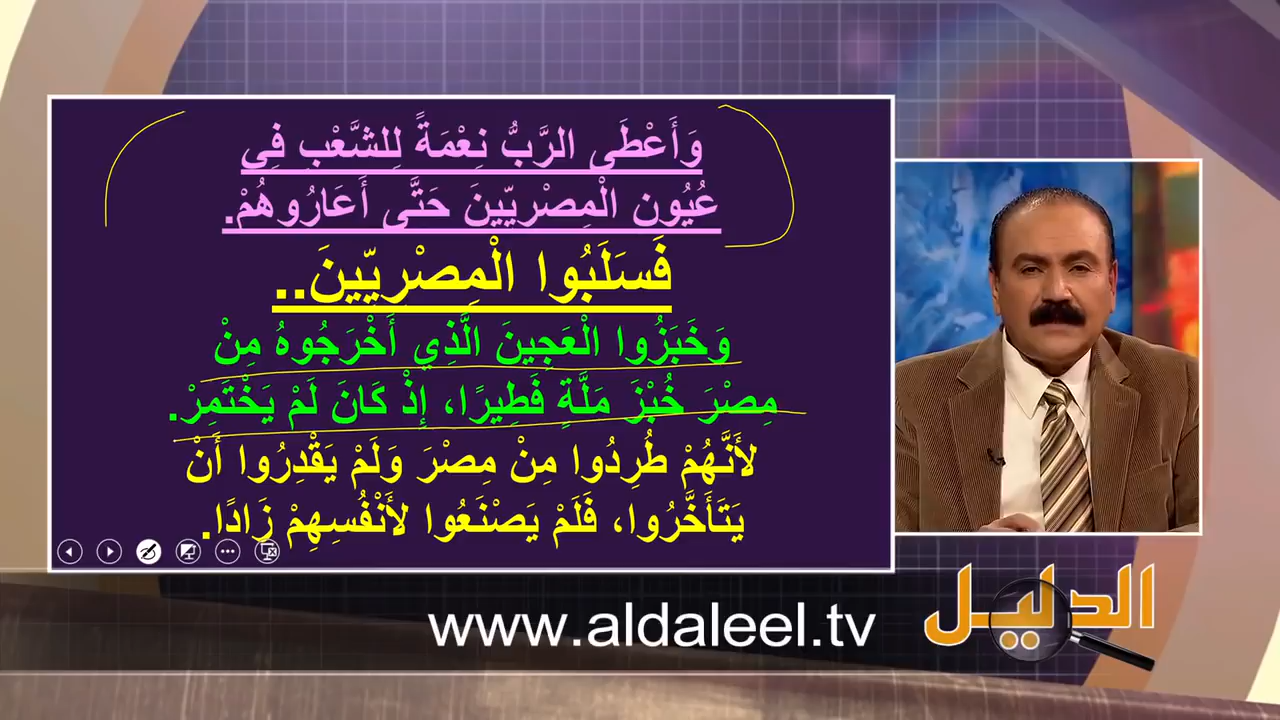 وَأَعْطَى الرَّبُّ نِعْمَةً لِلشَّعْبِ فِي
عُيُونِ الْمِصْرِيِّينَ حَتَّى أَعَارُوهُمْ.
فَسَلَبُوا الْمِصْرِيِّينَ..
وَخَبَزُوا الْعَجِينَ الَّذِي أَخْرَجُوهُ مِنْ
مِصْرَ خُبْزَ مَلَّةٍ فَطِيرًا، إِذْ كَانَ لَمْ يَخْتَمِرْ.
لأَنَّهُمْ طُرِدُوا مِنْ مِصْرَ وَلَمْ يَقْدِرُوا أَنْ
يَتَأَخَّرُوا، فَلَمْ يَصْنَعُوا لأَنْفُسِهِمْ زَادًا.
الدليل
www.aldaleel.tv